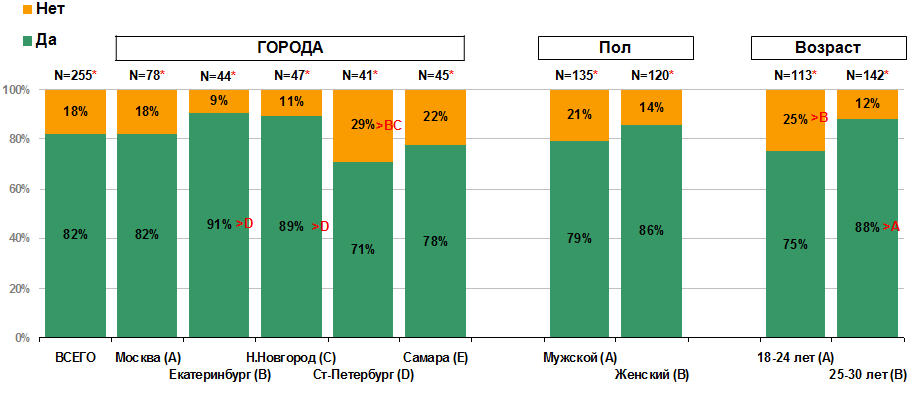 Нет
Да
ГОРОДА Пол Возраст
N=255* N=78* N=44* N=47* N=41* N=45* N=135* N=120* N=113* N=142*
100%
80%
60%
40%
20%
0%
18% 18% 9% 11% 29% >BC 22% 21% 14% 25% >B 12%
82% 82% 91% >D 89% >D 71% 78% 79% 86% 75% 88% >A
ВСЕГО Москва (A) Н.Новгород (C) Самара (E) Мужской (A) 18-24 лет (A)
Екатеринбург (B) Ст-Петербург (D) Женский (B) 25-30 лет (B)